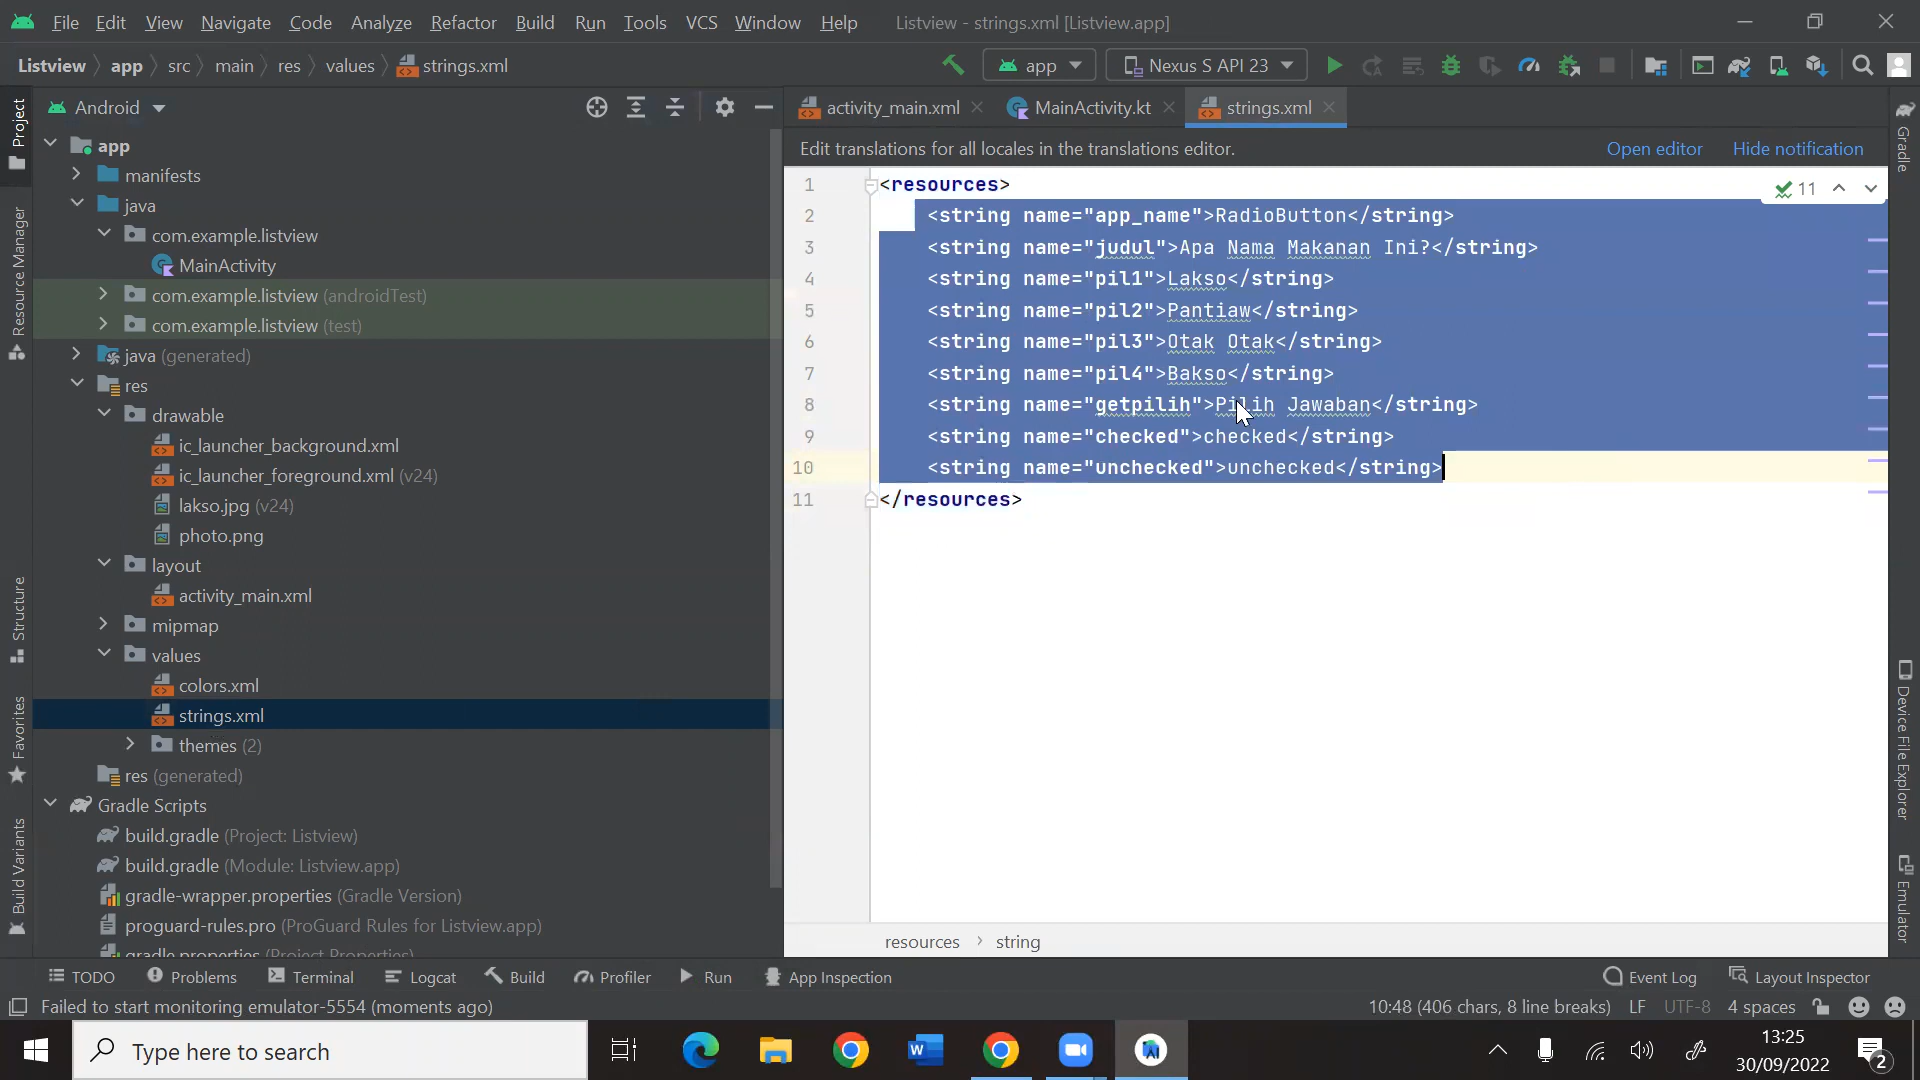 File Edit View Navigate Code Analyze Refactor Build Run Tools VCS Window Help Listview - strings.xml [Listview.app]
Listview app src main res values strings.xml app Nexus S API 23
Android
activity_main.xml MainActivity.kt strings.xml
Edit translations for all locales in the translations editor. Open editor Hide notification
Project
Resource Manager
Structure
Favorites
Build Variants
app
manifests
java
com.example.listview
MainActivity
com.example.listview (androidTest)
com.example.listview (test)
java (generated)
res
drawable
ic_launcher_background.xml
ic_launcher_foreground.xml (v24)
lakso.jpg (v24)
photo.png
layout
activity_main.xml
mipmap
values
colors.xml
strings.xml
themes (2)
res (generated)
Gradle Scripts
build.gradle (Project: Listview)
build.gradle (Module: Listview.app)
gradle-wrapper.properties (Gradle Version)
proguard-rules.pro (ProGuard Rules for Listview.app)
gradle.properties (Project Properties)
11
1 <resources>
2 <string name="app_name">RadioButton</string>
3 <string name="judul">Apa Nama Makanan Ini?</string>
4 <string name="pil1">Lakso</string>
5 <string name="pil2">Pantiaw</string>
6 <string name="pil3">Otak Otak</string>
7 <string name="pil4">Bakso</string>
8 <string name="getpilih">Pilih Jawaban</string>
9 <string name="checked">checked</string>
10 <string name="unchecked">unchecked</string>
11 </resources>
resources string
Gradle
Device File Explorer
Emulator
TODO Problems Terminal Logcat Build Profiler Run App Inspection Event Log Layout Inspector
Failed to start monitoring emulator-5554 (moments ago) 10:48 (406 chars, 8 line breaks) LF UTF-8 4 spaces
Type here to search
13:25
30/09/2022
2